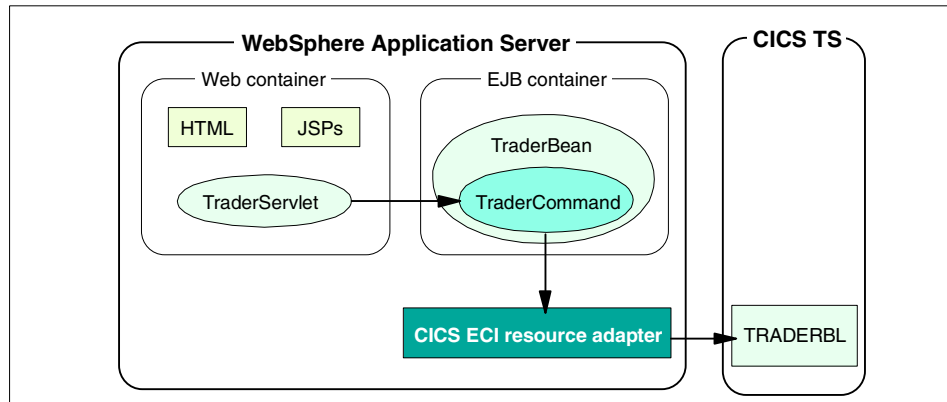 WebSphere Application Server
CICS TS
Web container
EJB container
HTML
JSPs
TraderBean
TraderServlet
TraderCommand
CICS ECI resource adapter
TRADERBL